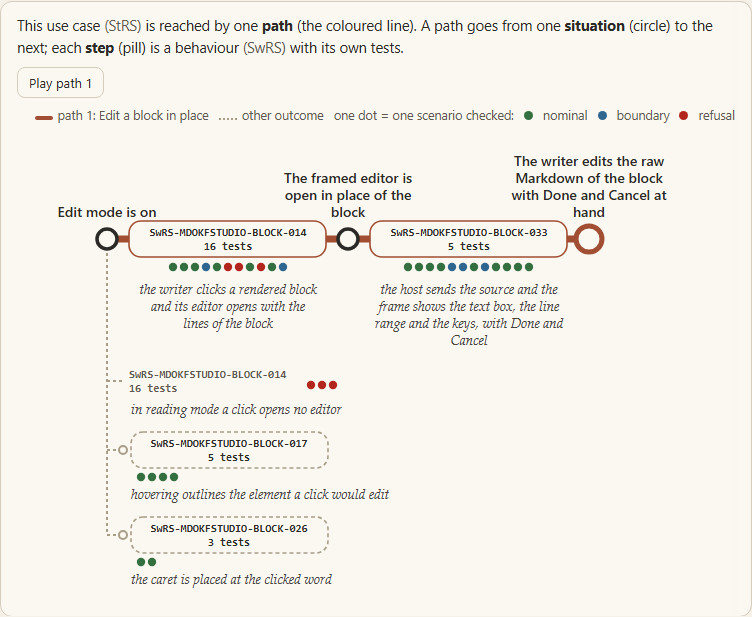 This use case (StRS) is reached by one path (the coloured line). A path goes from one situation (circle) to the
next; each step (pill) is a behaviour (SwRS) with its own tests.
Play path 1
path 1: Edit a block in place ..... other outcome one dot = one scenario checked: nominal boundary refusal
Edit mode is on
The framed editor is
open in place of the
block
The writer edits the raw
Markdown of the block
with Done and Cancel at
hand
SwRS-MDOKFSTUDIO-BLOCK-014
16 tests
SwRS-MDOKFSTUDIO-BLOCK-033
5 tests
the writer clicks a rendered block
and its editor opens with the
lines of the block
the host sends the source and the
frame shows the text box, the line
range and the keys, with Done and
Cancel
SwRS-MDOKFSTUDIO-BLOCK-014
16 tests
in reading mode a click opens no editor
SwRS-MDOKFSTUDIO-BLOCK-017
5 tests
hovering outlines the element a click would edit
SwRS-MDOKFSTUDIO-BLOCK-026
3 tests
the caret is placed at the clicked word